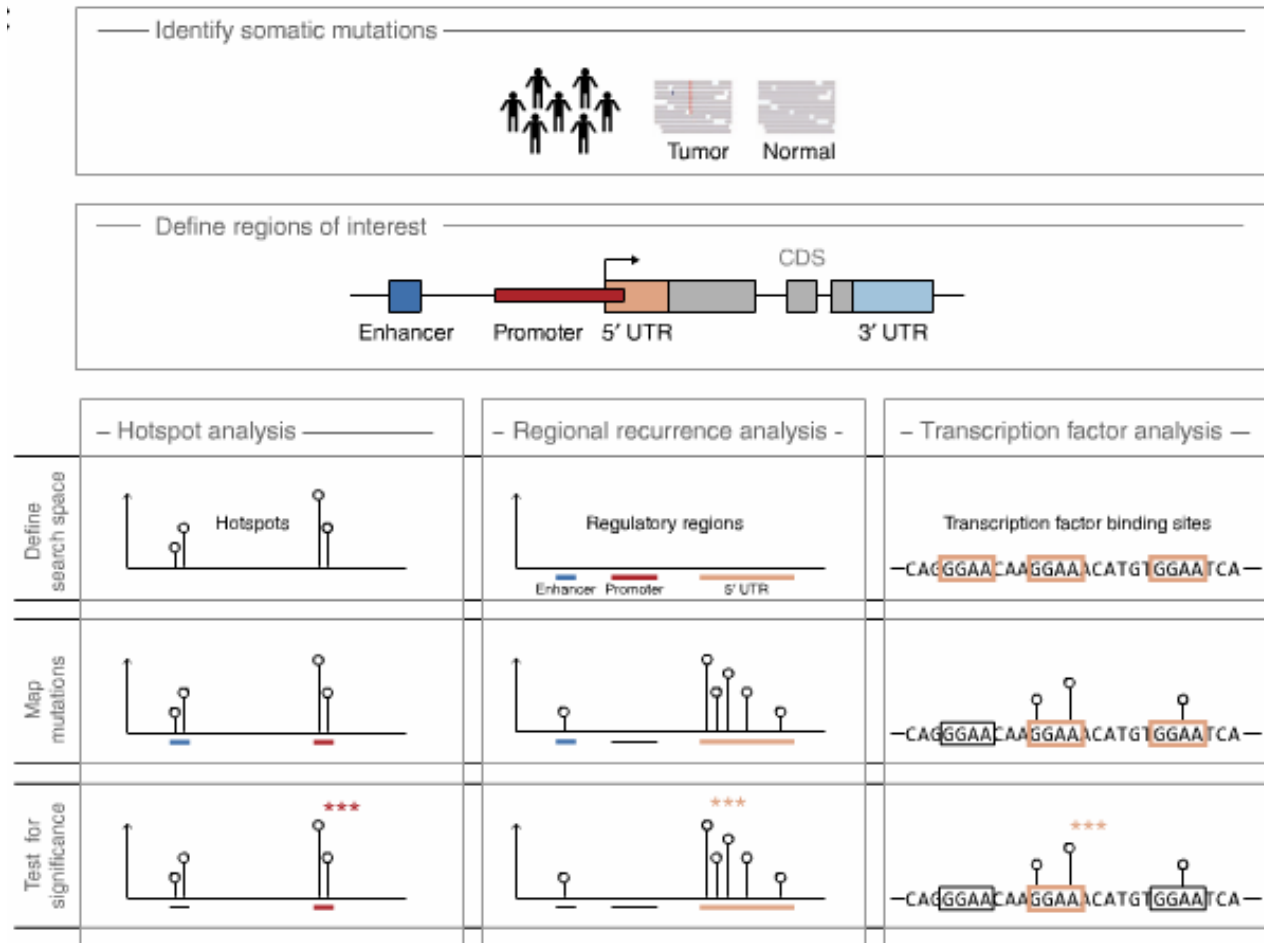 Identify somatic mutations
Tumor Normal
Define regions of interest
CDS
Enhancer Promoter 5′ UTR 3′ UTR
Hotspot analysis
Regional recurrence analysis
Transcription factor analysis
Define
search space
Hotspots
Regulatory regions
Enhancer Promoter 5′ UTR
Transcription factor binding sites
CAGGGAACAAGGAAACATGTGGAATCA
Map
mutations
CAGGGAACAAGGAAACATGTGGAATCA
Test for
significance
***
***
***
CAGGGAACAAGGAAACATGTGGAATCA